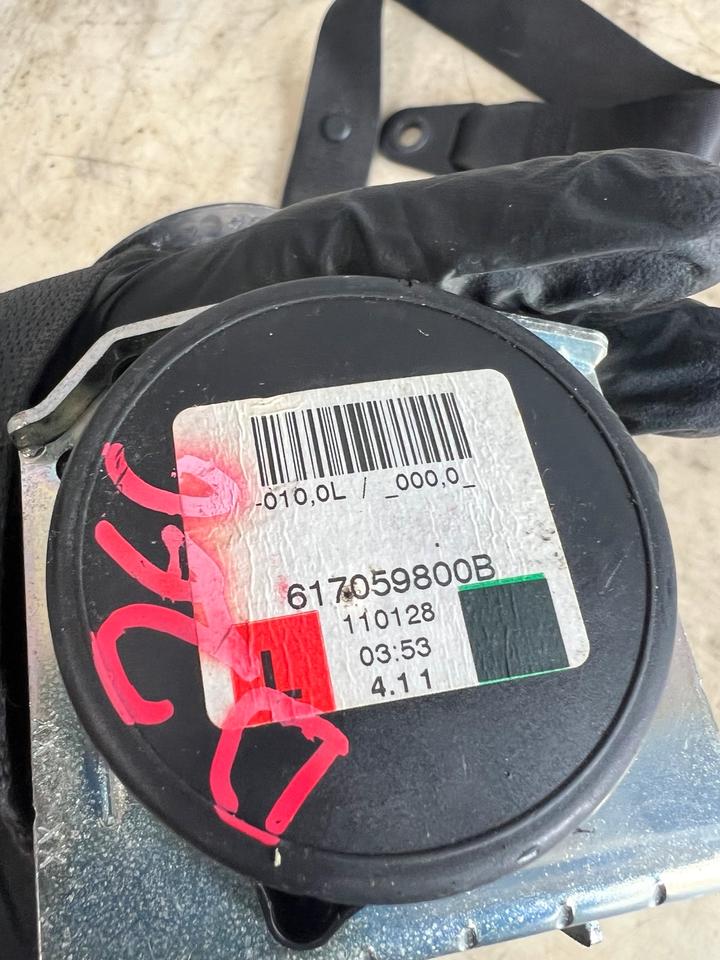 -010,0L / _000,0_
617059800B
110128
03:53
4.11
L